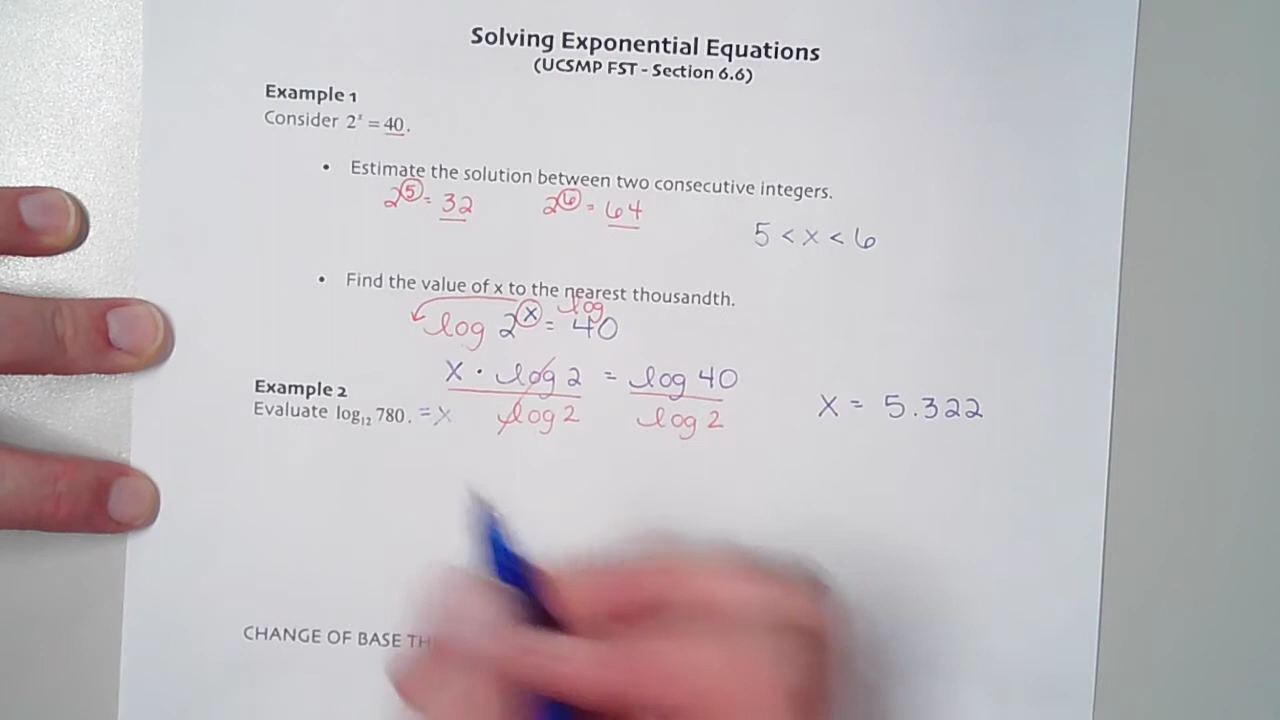 Solving Exponential Equations
(UCSMP FST - Section 6.6)
Example 1
Consider 2ˣ = 40.
• Estimate the solution between two consecutive integers.
2⁵ = 32 2⁶ = 64
5 < x < 6
• Find the value of x to the nearest thousandth.
log 2ˣ = log 40
x · log 2 = log 40
log 2 log 2
x = 5.322
Example 2
Evaluate log₁₂ 780. = x
CHANGE OF BASE